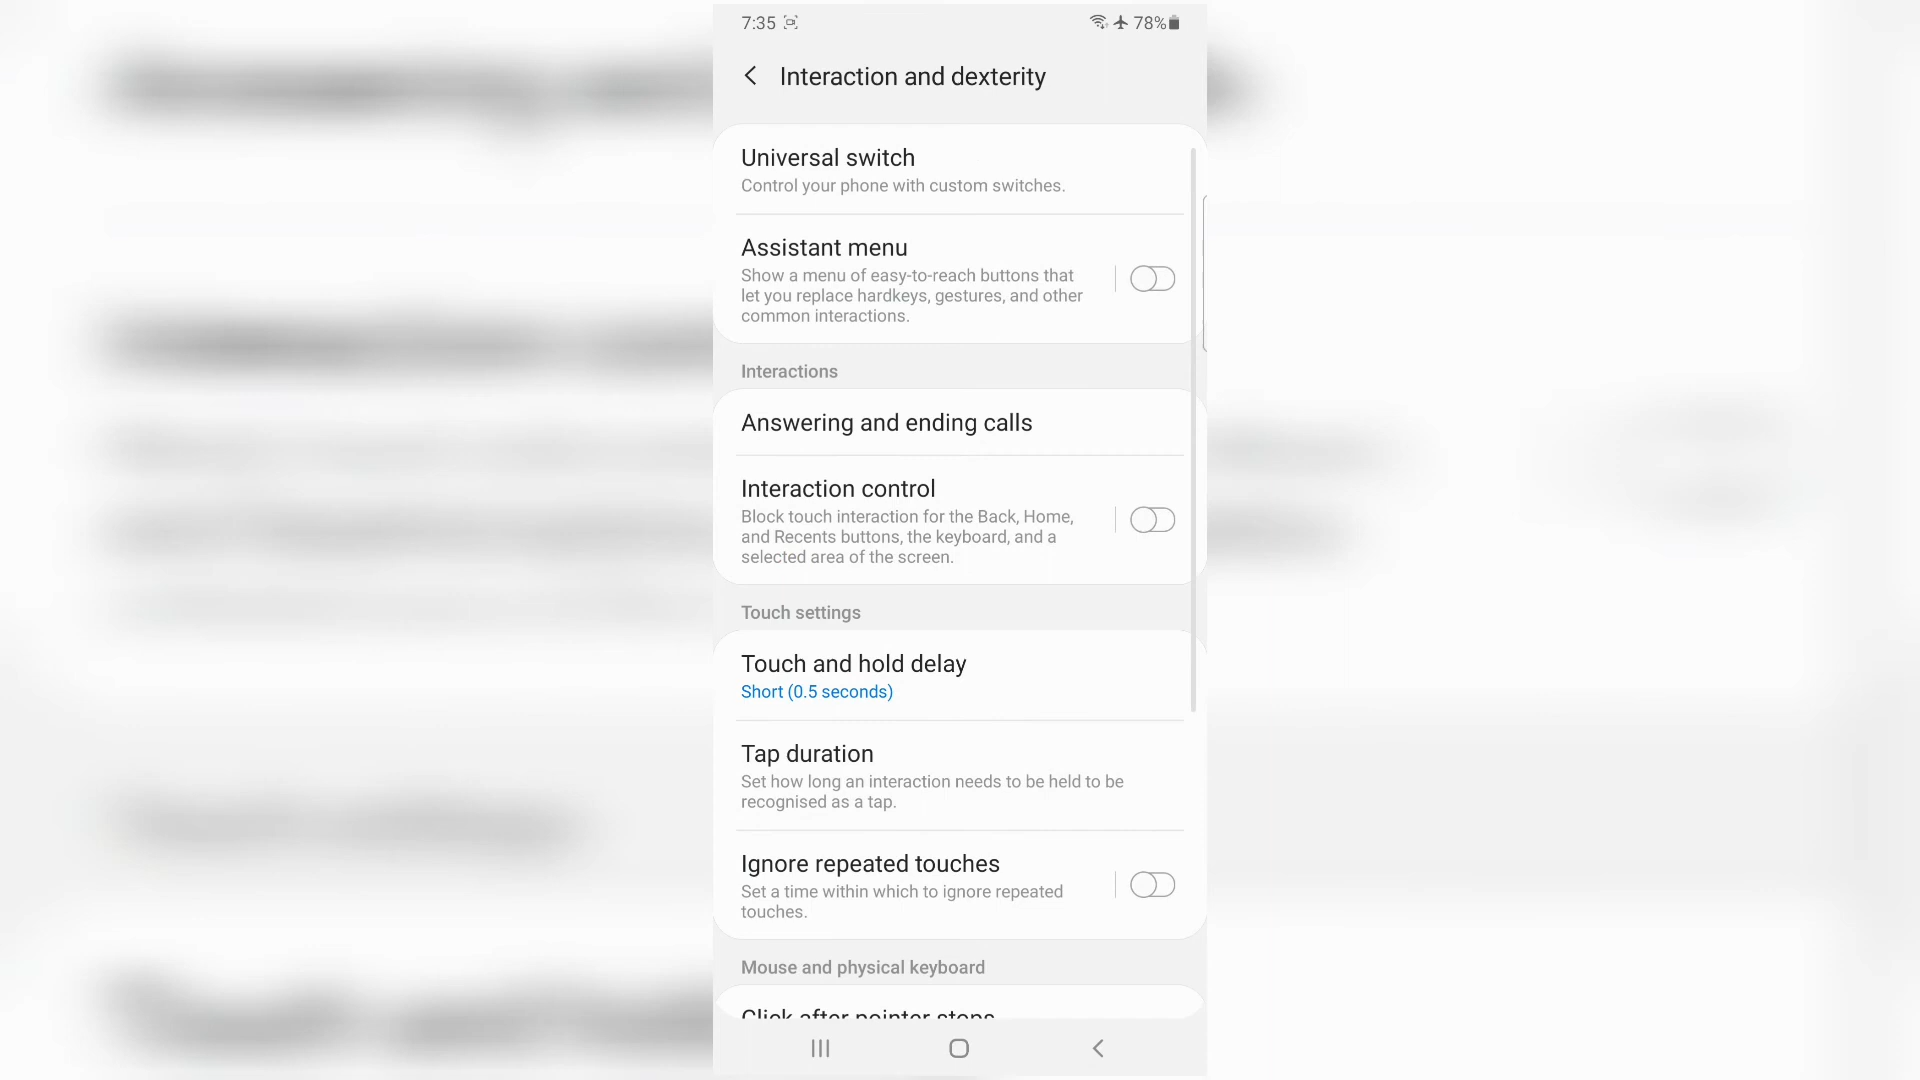 7:35
78%
Interaction and dexterity
Universal switch
Control your phone with custom switches.
Assistant menu
Show a menu of easy-to-reach buttons that
let you replace hardkeys, gestures, and other
common interactions.
Interactions
Answering and ending calls
Interaction control
Block touch interaction for the Back, Home,
and Recents buttons, the keyboard, and a
selected area of the screen.
Touch settings
Touch and hold delay
Short (0.5 seconds)
Tap duration
Set how long an interaction needs to be held to be
recognised as a tap.
Ignore repeated touches
Set a time within which to ignore repeated
touches.
Mouse and physical keyboard
Click after pointer stops